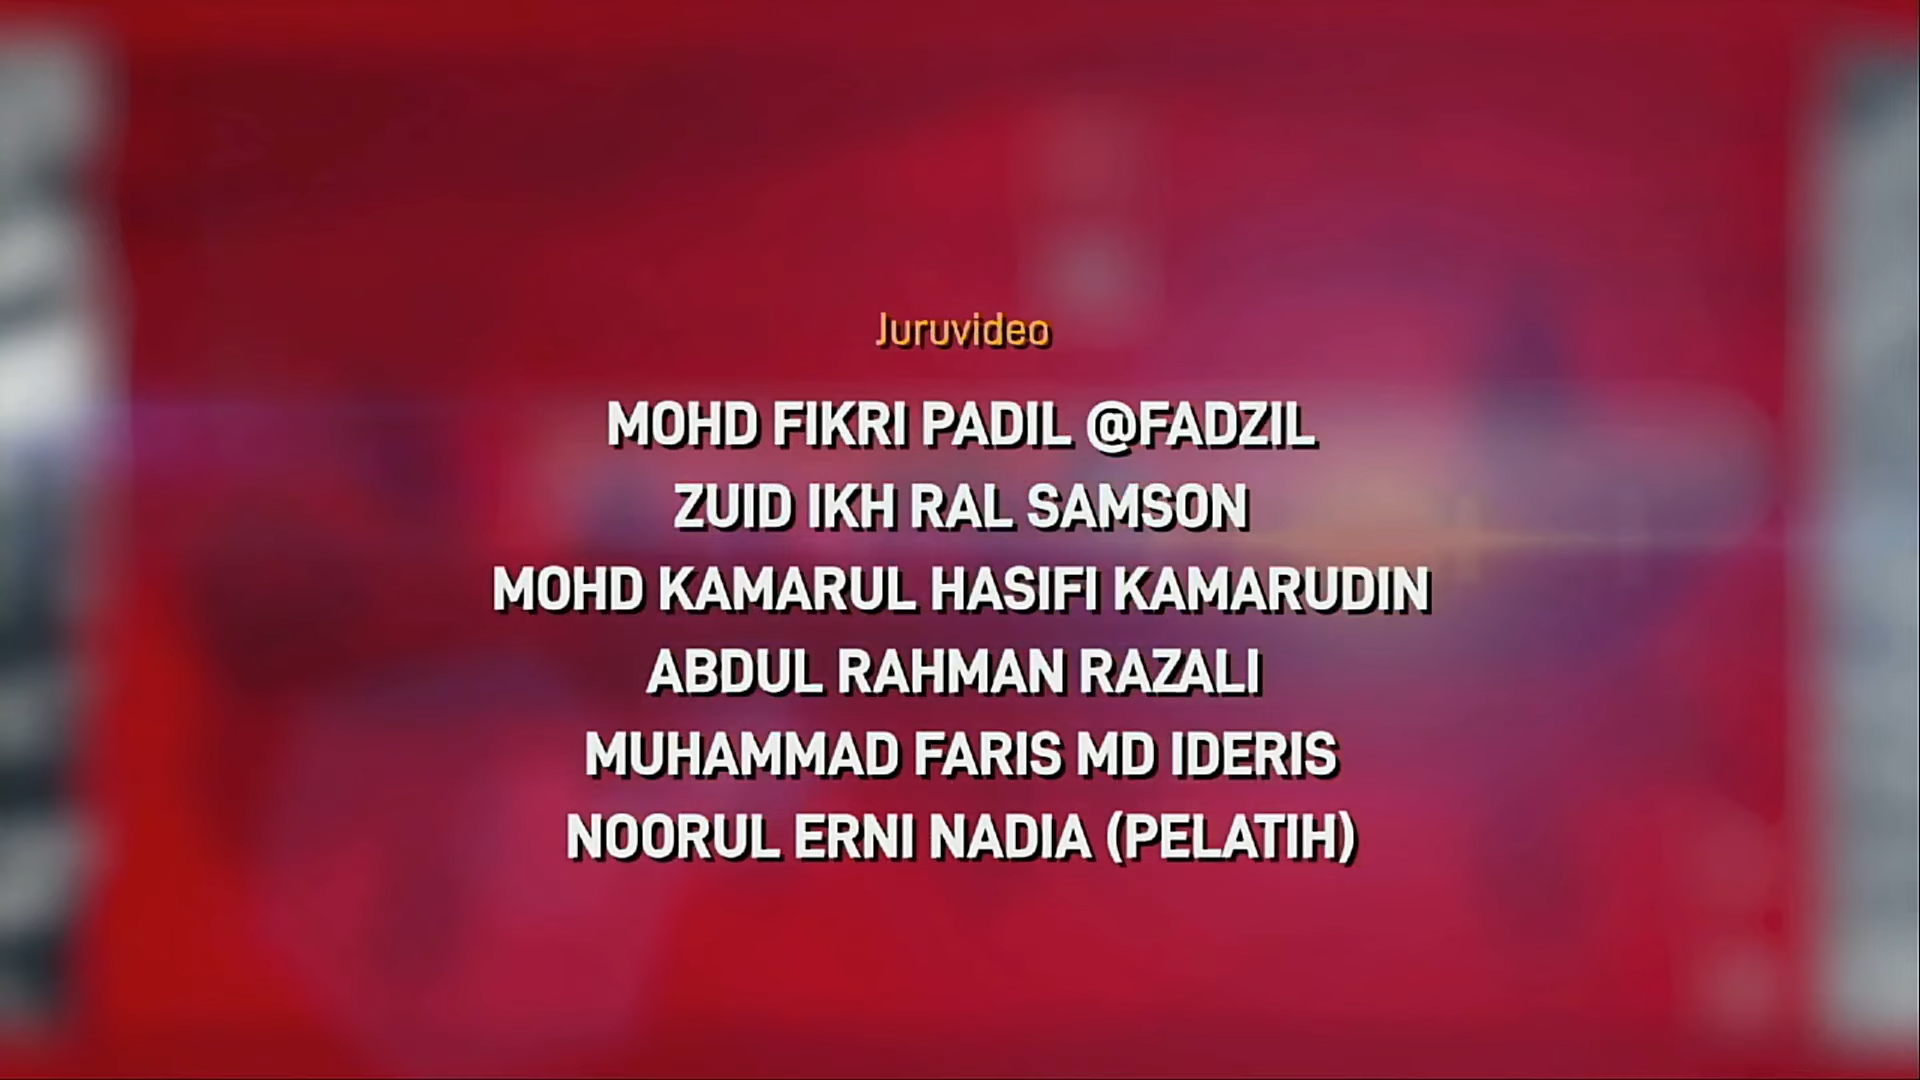 Juruvideo
MOHD FIKRI PADIL @FADZIL
ZUID IKH RAL SAMSON
MOHD KAMARUL HASIFI KAMARUDIN
ABDUL RAHMAN RAZALI
MUHAMMAD FARIS MD IDERIS
NOORUL ERNI NADIA (PELATIH)